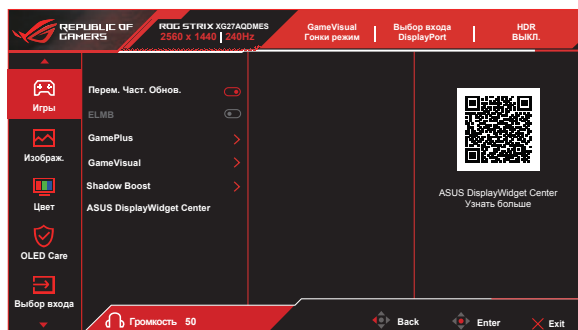 REPUBLIC OF
GAMERS
ROG STRIX XG27AQDMES
2560 x 1440 240Hz
GameVisual
Гонки режим
Выбор входа
DisplayPort
HDR
ВЫКЛ.
Игры
Изображ.
Цвет
OLED Care
Выбор входа
Перем. Част. Обнов.
ELMB
GamePlus
GameVisual
Shadow Boost
ASUS DisplayWidget Center
ASUS DisplayWidget Center
Узнать больше
Громкость 50
Back
Enter
Exit